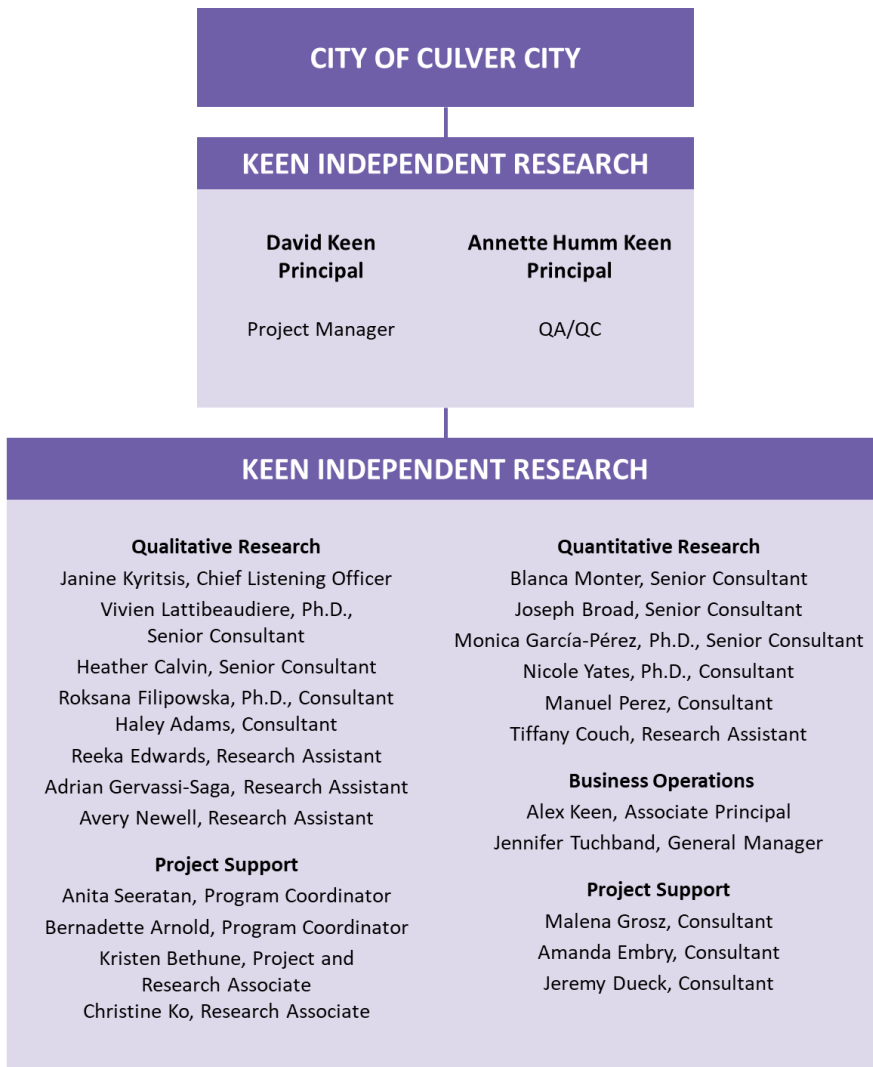 CITY OF CULVER CITY
KEEN INDEPENDENT RESEARCH
David Keen
Principal
Project Manager
Annette Humm Keen
Principal
QA/QC
KEEN INDEPENDENT RESEARCH
Qualitative Research
Janine Kyritsis, Chief Listening Officer
Vivien Lattibeaudiere, Ph.D.,
Senior Consultant
Heather Calvin, Senior Consultant
Roksana Filipowska, Ph.D., Consultant
Haley Adams, Consultant
Reeka Edwards, Research Assistant
Adrian Gervassi-Saga, Research Assistant
Avery Newell, Research Assistant
Project Support
Anita Seeratan, Program Coordinator
Bernadette Arnold, Program Coordinator
Kristen Bethune, Project and
Research Associate
Christine Ko, Research Associate
Quantitative Research
Blanca Monter, Senior Consultant
Joseph Broad, Senior Consultant
Monica García-Pérez, Ph.D., Senior Consultant
Nicole Yates, Ph.D., Consultant
Manuel Perez, Consultant
Tiffany Couch, Research Assistant
Business Operations
Alex Keen, Associate Principal
Jennifer Tuchband, General Manager
Project Support
Malena Grosz, Consultant
Amanda Embry, Consultant
Jeremy Dueck, Consultant